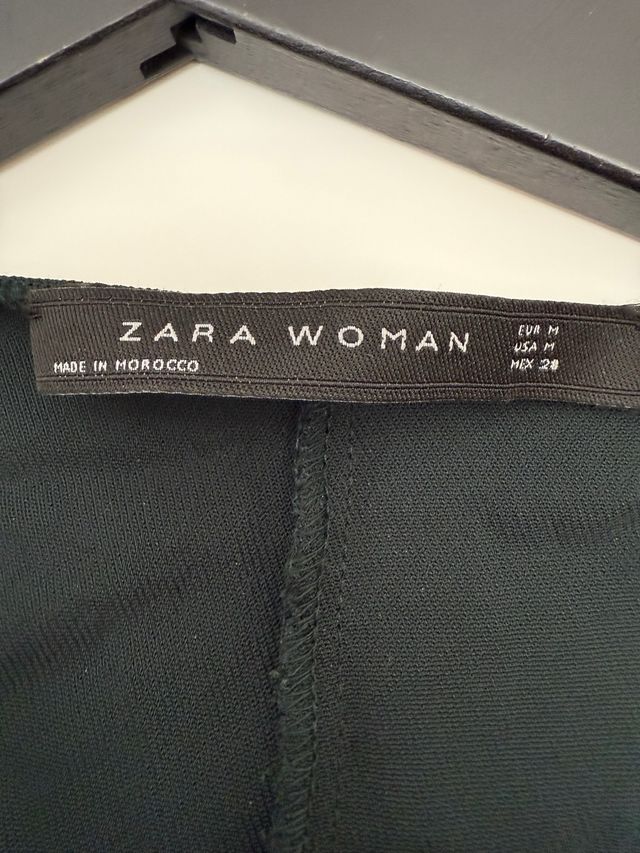 ZARA WOMAN
MADE IN MOROCCO
EUR M
USA M
MEX 28